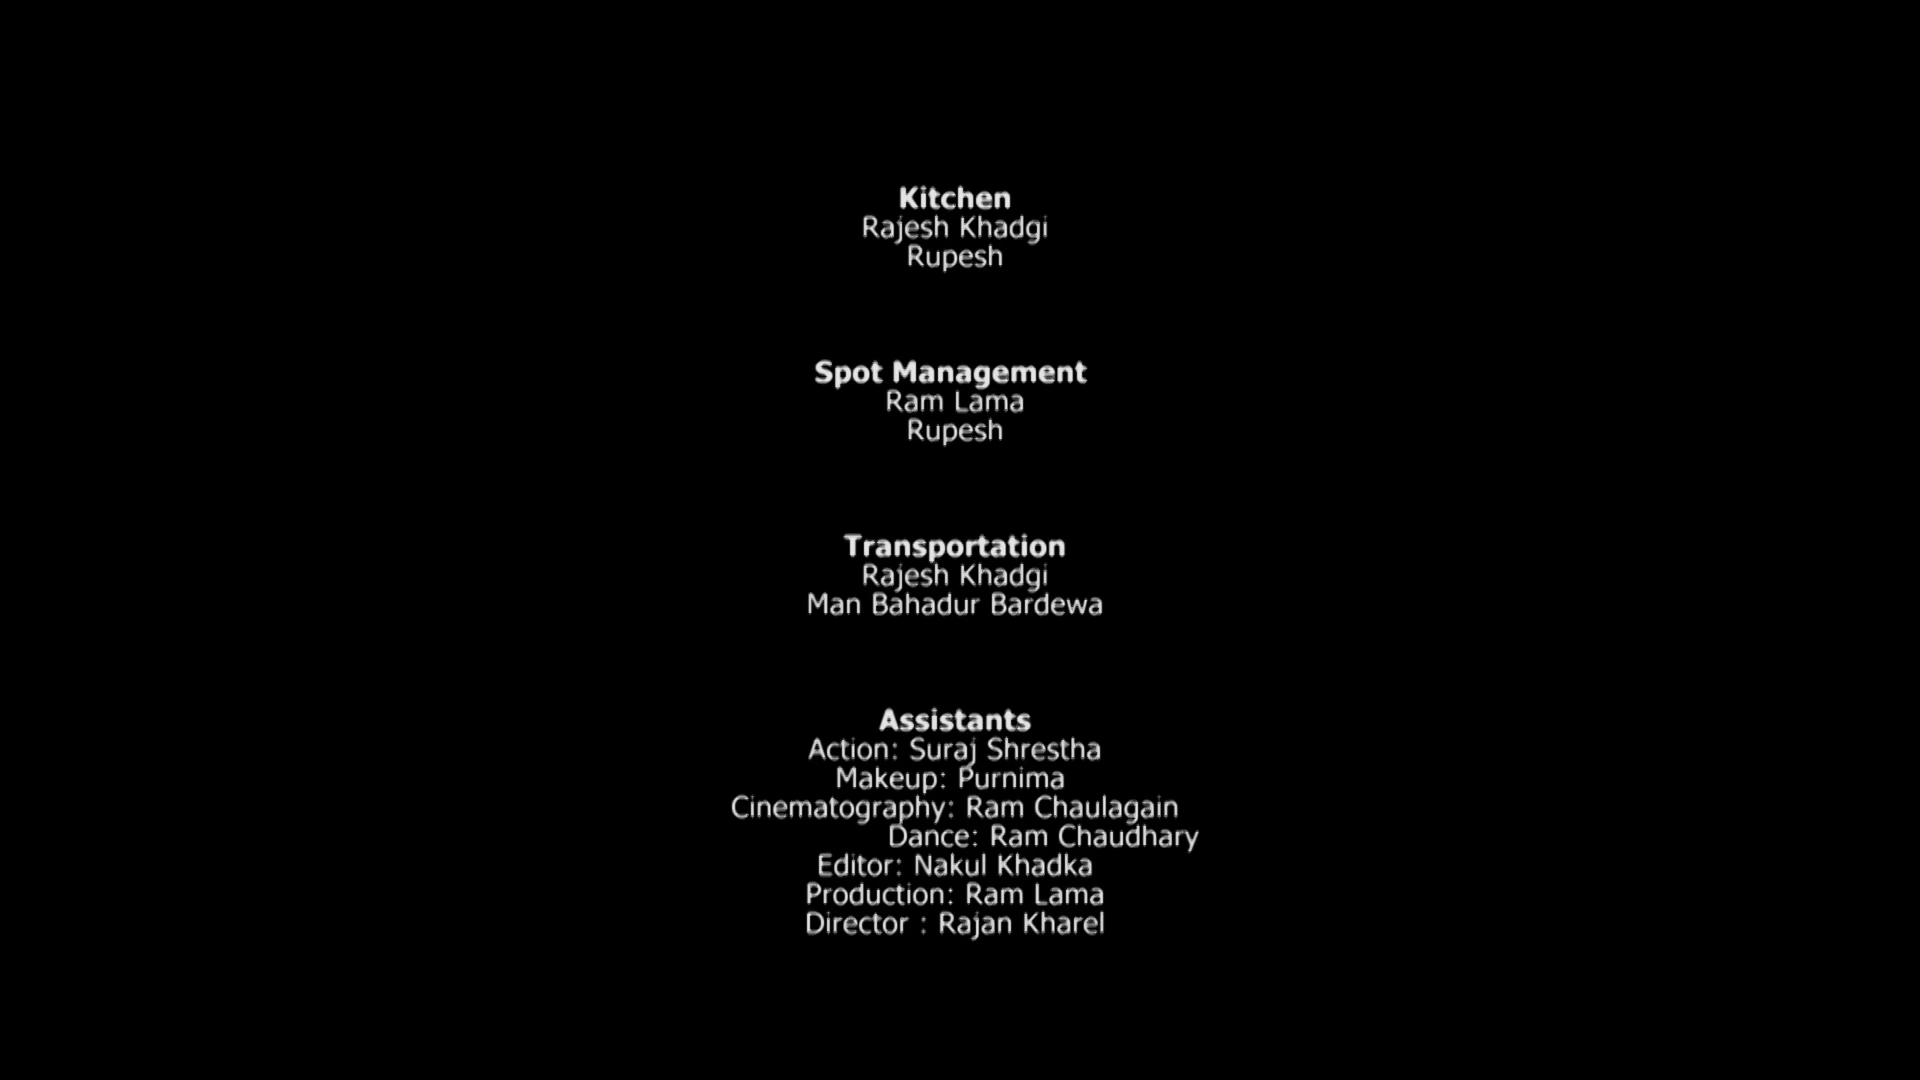 Kitchen
Rajesh Khadgi
Rupesh
Spot Management
Ram Lama
Rupesh
Transportation
Rajesh Khadgi
Man Bahadur Bardewa
Assistants
Action: Suraj Shrestha
Makeup: Purnima
Cinematography: Ram Chaulagain
Dance: Ram Chaudhary
Editor: Nakul Khadka
Production: Ram Lama
Director : Rajan Kharel